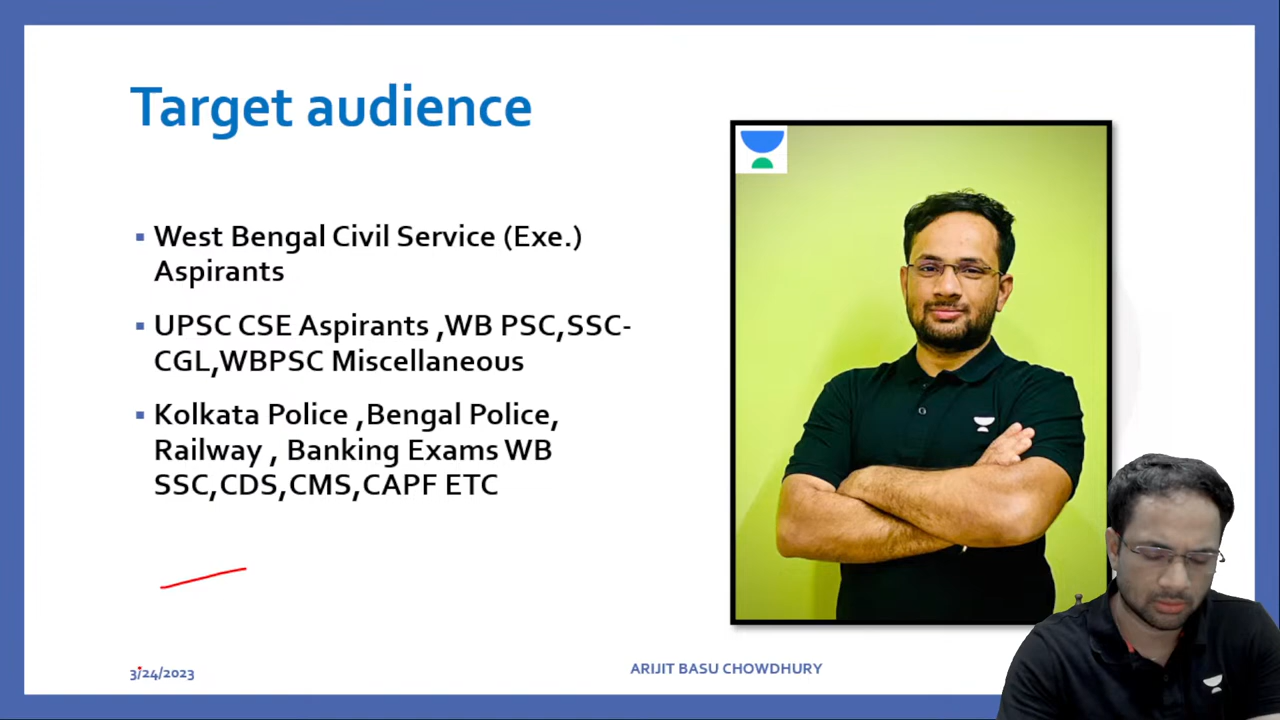 Target audience
West Bengal Civil Service (Exe.)
Aspirants
UPSC CSE Aspirants ,WB PSC,SSC-
CGL,WBPSC Miscellaneous
Kolkata Police ,Bengal Police,
Railway , Banking Exams WB
SSC,CDS,CMS,CAPF ETC
3/24/2023
ARIJIT BASU CHOWDHURY